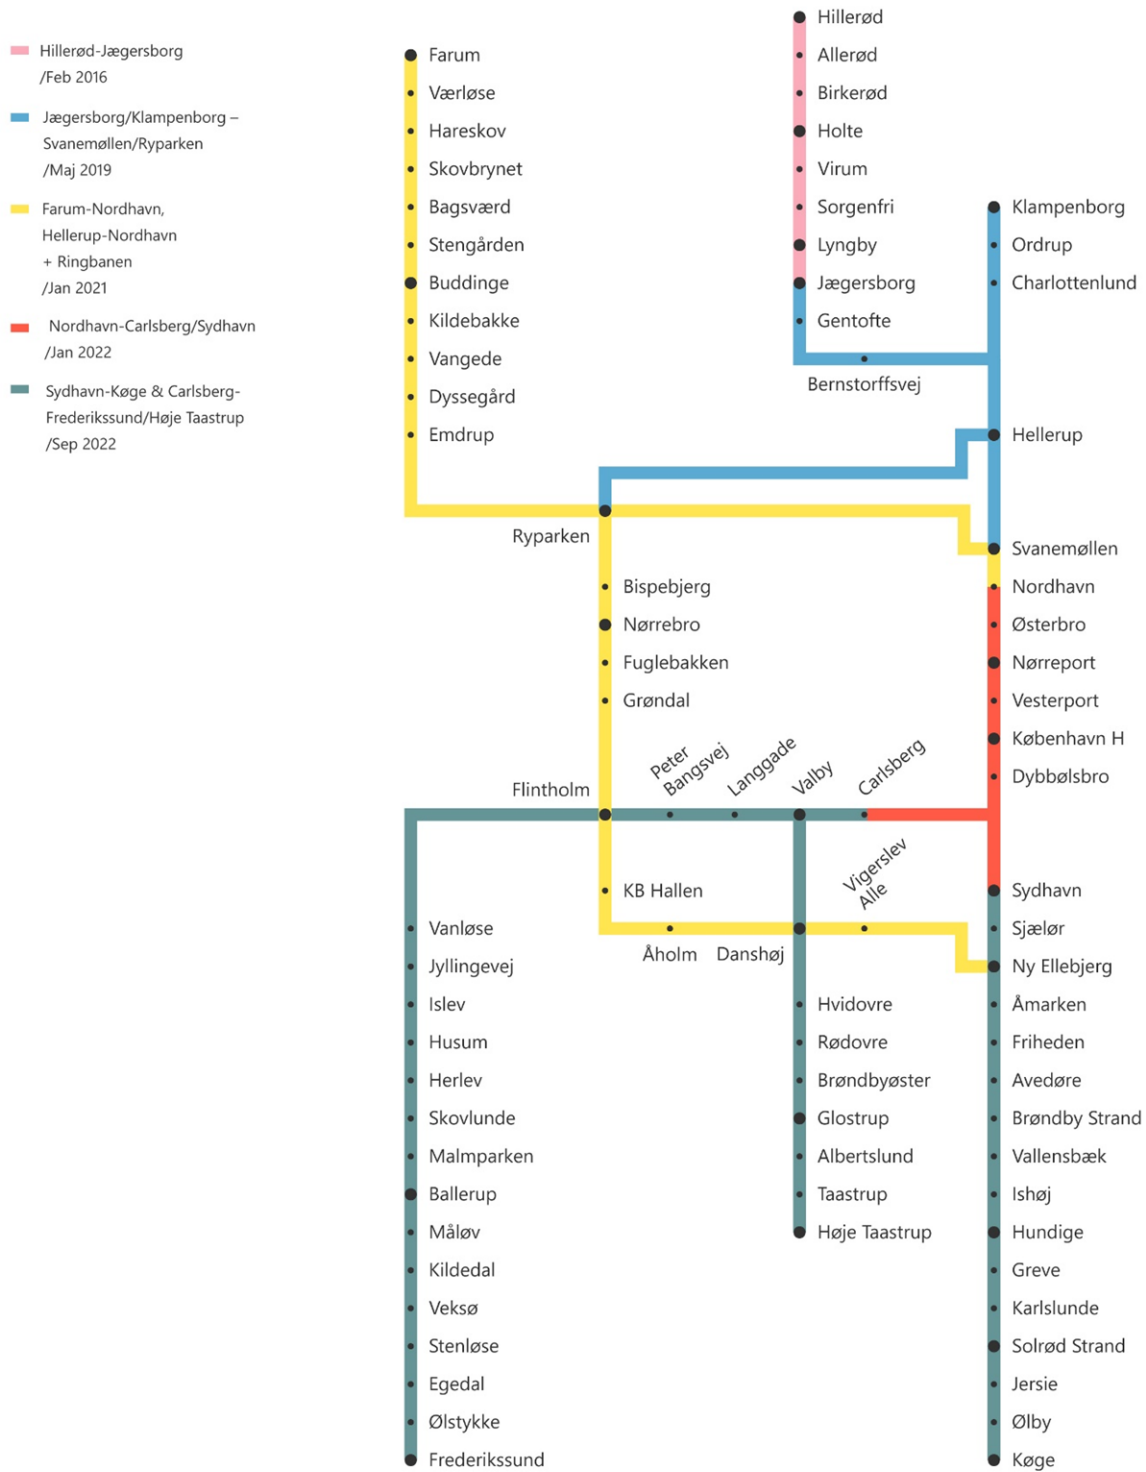 Hillerød-Jægersborg
/Feb 2016
Jægersborg/Klampenborg –
Svanemøllen/Ryparken
/Maj 2019
Farum-Nordhavn,
Hellerup-Nordhavn
+ Ringbanen
/Jan 2021
Nordhavn-Carlsberg/Sydhavn
/Jan 2022
Sydhavn-Køge & Carlsberg-
Frederikssund/Høje Taastrup
/Sep 2022
Farum
Værløse
Hareskov
Skovbrynet
Bagsværd
Stengården
Buddinge
Kildebakke
Vangede
Dyssegård
Emdrup
Hillerød
Allerød
Birkerød
Holte
Virum
Sorgenfri
Lyngby
Jægersborg
Gentofte
Bernstorffsvej
Klampenborg
Ordrup
Charlottenlund
Hellerup
Svanemøllen
Nordhavn
Østerbro
Nørreport
Vesterport
København H
Dybbølsbro
Ryparken
Bispebjerg
Nørrebro
Fuglebakken
Grøndal
Flintholm
Peter
Bangsvej
Langgade
Valby
Carlsberg
KB Hallen
Åholm
Danshøj
Vigerslev
Alle
Sydhavn
Sjælør
Ny Ellebjerg
Åmarken
Friheden
Avedøre
Brøndby Strand
Vallensbæk
Ishøj
Hundige
Greve
Karlslunde
Solrød Strand
Jersie
Ølby
Køge
Vanløse
Jyllingevej
Islev
Husum
Herlev
Skovlunde
Malmparken
Ballerup
Måløv
Kildedal
Veksø
Stenløse
Egedal
Ølstykke
Frederikssund
Hvidovre
Rødovre
Brøndbyøster
Glostrup
Albertslund
Taastrup
Høje Taastrup